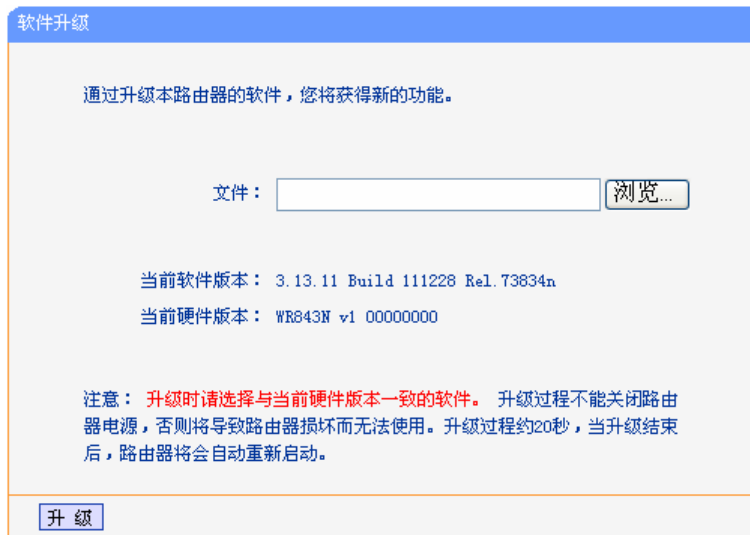 软件升级
通过升级本路由器的软件，您将获得新的功能。
文件： 浏览...
当前软件版本： 3.13.11 Build 111228 Rel.73834n
当前硬件版本： WR843N v1 00000000
注意： 升级时请选择与当前硬件版本一致的软件。 升级过程不能关闭路由
器电源，否则将导致路由器损坏而无法使用。升级过程约20秒，当升级结束
后，路由器将会自动重新启动。
升 级